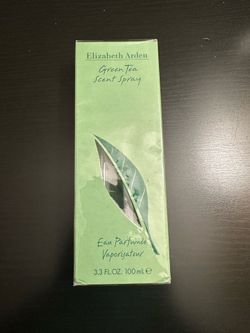 Elizabeth Arden
Green Tea
Scent Spray
Eau Parfumée
Vaporisateur
3.3 FL.OZ. 100 mL ℮